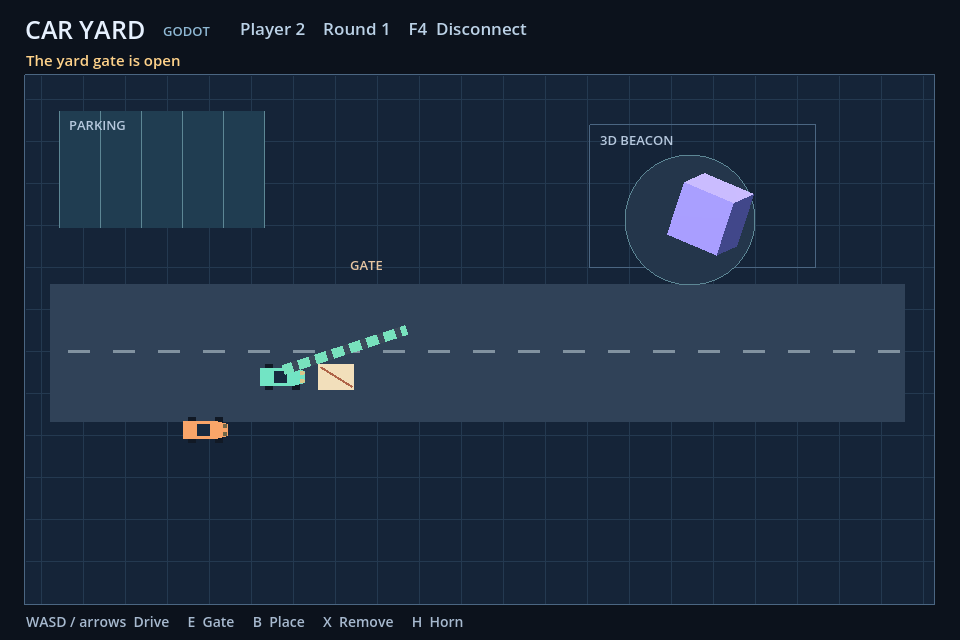 CAR YARD GODOT Player 2 Round 1 F4 Disconnect
The yard gate is open
PARKING
3D BEACON
GATE
WASD / arrows Drive E Gate B Place X Remove H Horn